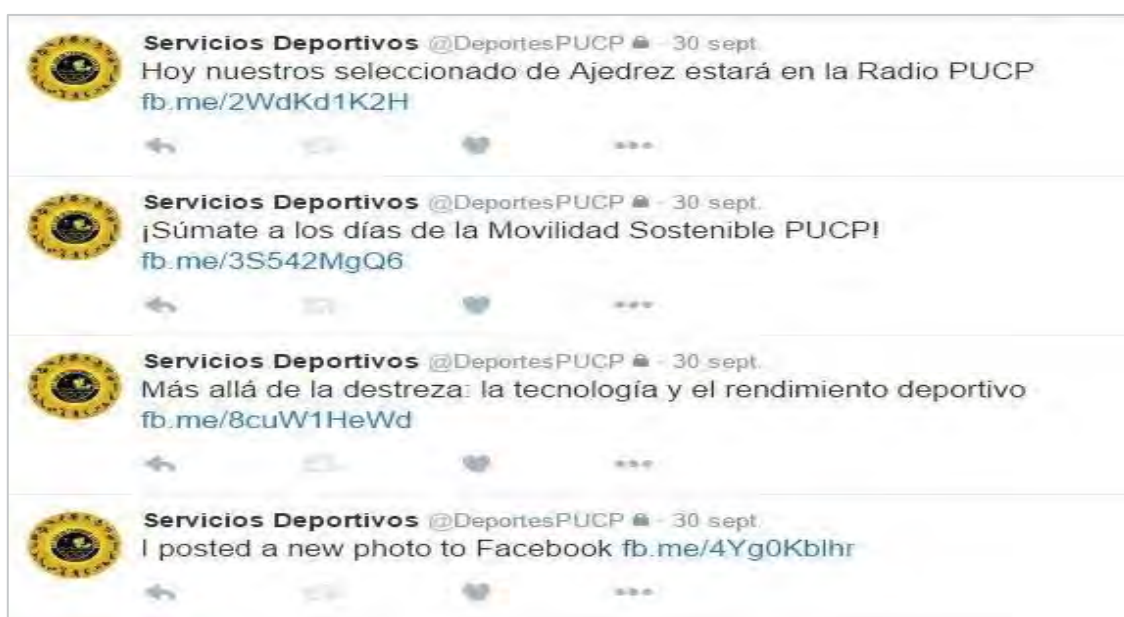 Servicios Deportivos @DeportesPUCP - 30 sept.
Hoy nuestros seleccionado de Ajedrez estará en la Radio PUCP
fb.me/2WdKd1K2H
Servicios Deportivos @DeportesPUCP - 30 sept.
¡Súmate a los días de la Movilidad Sostenible PUCP!
fb.me/3S542MgQ6
Servicios Deportivos @DeportesPUCP - 30 sept.
Más allá de la destreza: la tecnología y el rendimiento deportivo
fb.me/8cuW1HeWd
Servicios Deportivos @DeportesPUCP - 30 sept.
I posted a new photo to Facebook